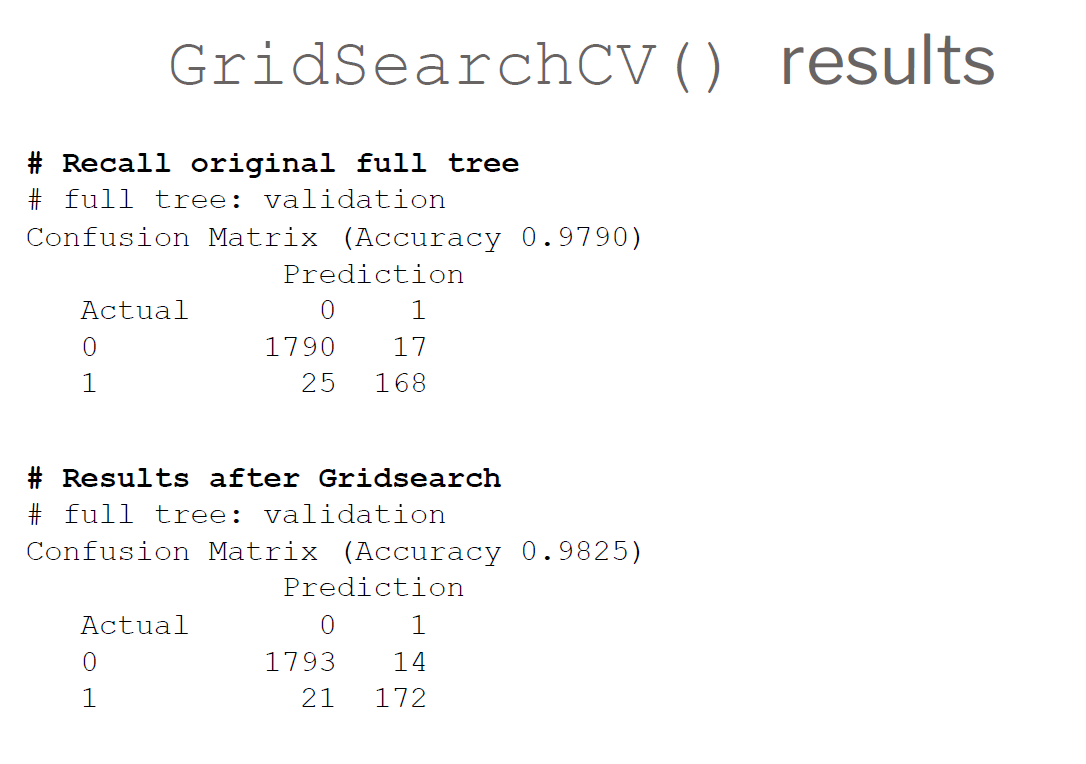 GridSearchCV() results
# Recall original full tree
# full tree: validation
Confusion Matrix (Accuracy 0.9790)
Prediction
Actual 0 1
0 1790 17
1 25 168
# Results after Gridsearch
# full tree: validation
Confusion Matrix (Accuracy 0.9825)
Prediction
Actual 0 1
0 1793 14
1 21 172